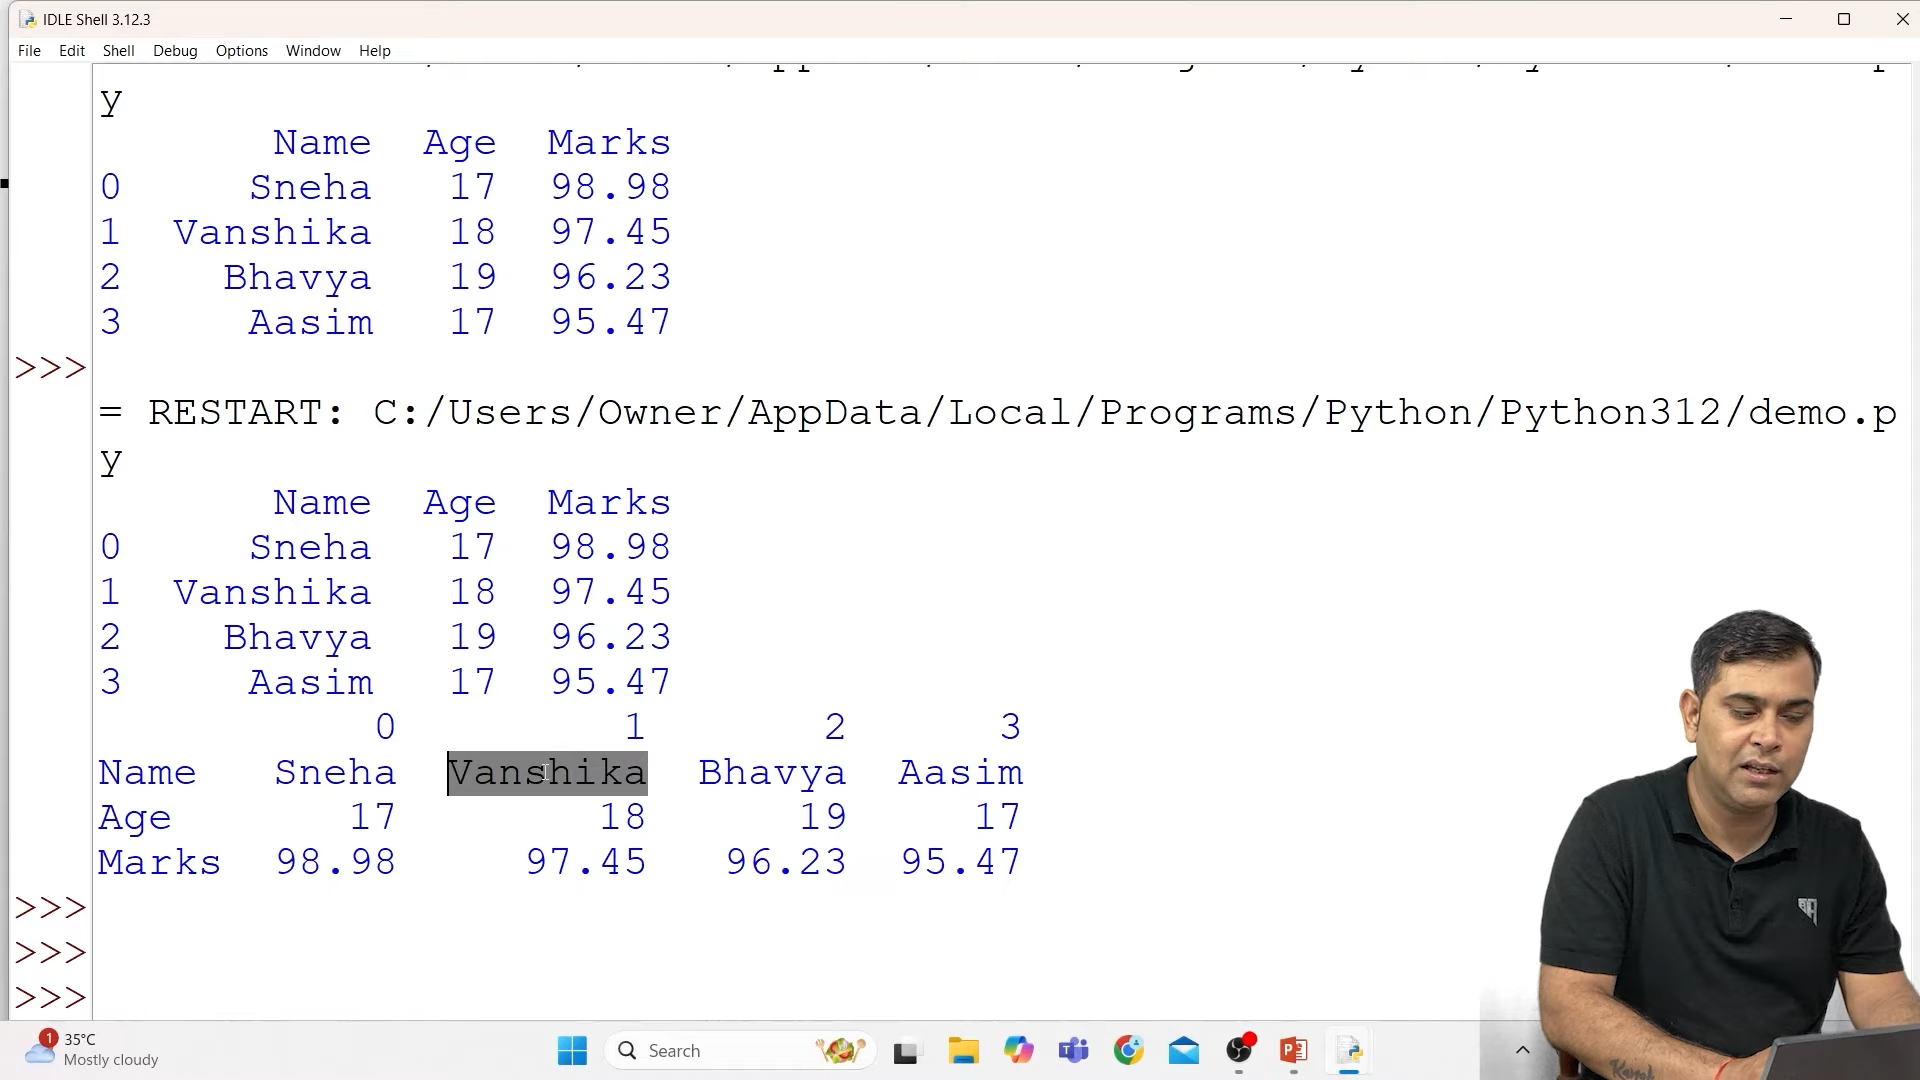 IDLE Shell 3.12.3
File Edit Shell Debug Options Window Help
y
Name Age Marks
0 Sneha 17 98.98
1 Vanshika 18 97.45
2 Bhavya 19 96.23
3 Aasim 17 95.47
>>>
= RESTART: C:/Users/Owner/AppData/Local/Programs/Python/Python312/demo.p
y
Name Age Marks
0 Sneha 17 98.98
1 Vanshika 18 97.45
2 Bhavya 19 96.23
3 Aasim 17 95.47
0 1 2 3
Name Sneha Vanshika Bhavya Aasim
Age 17 18 19 17
Marks 98.98 97.45 96.23 95.47
>>>
>>>
>>>
1 35°C
Mostly cloudy
Search